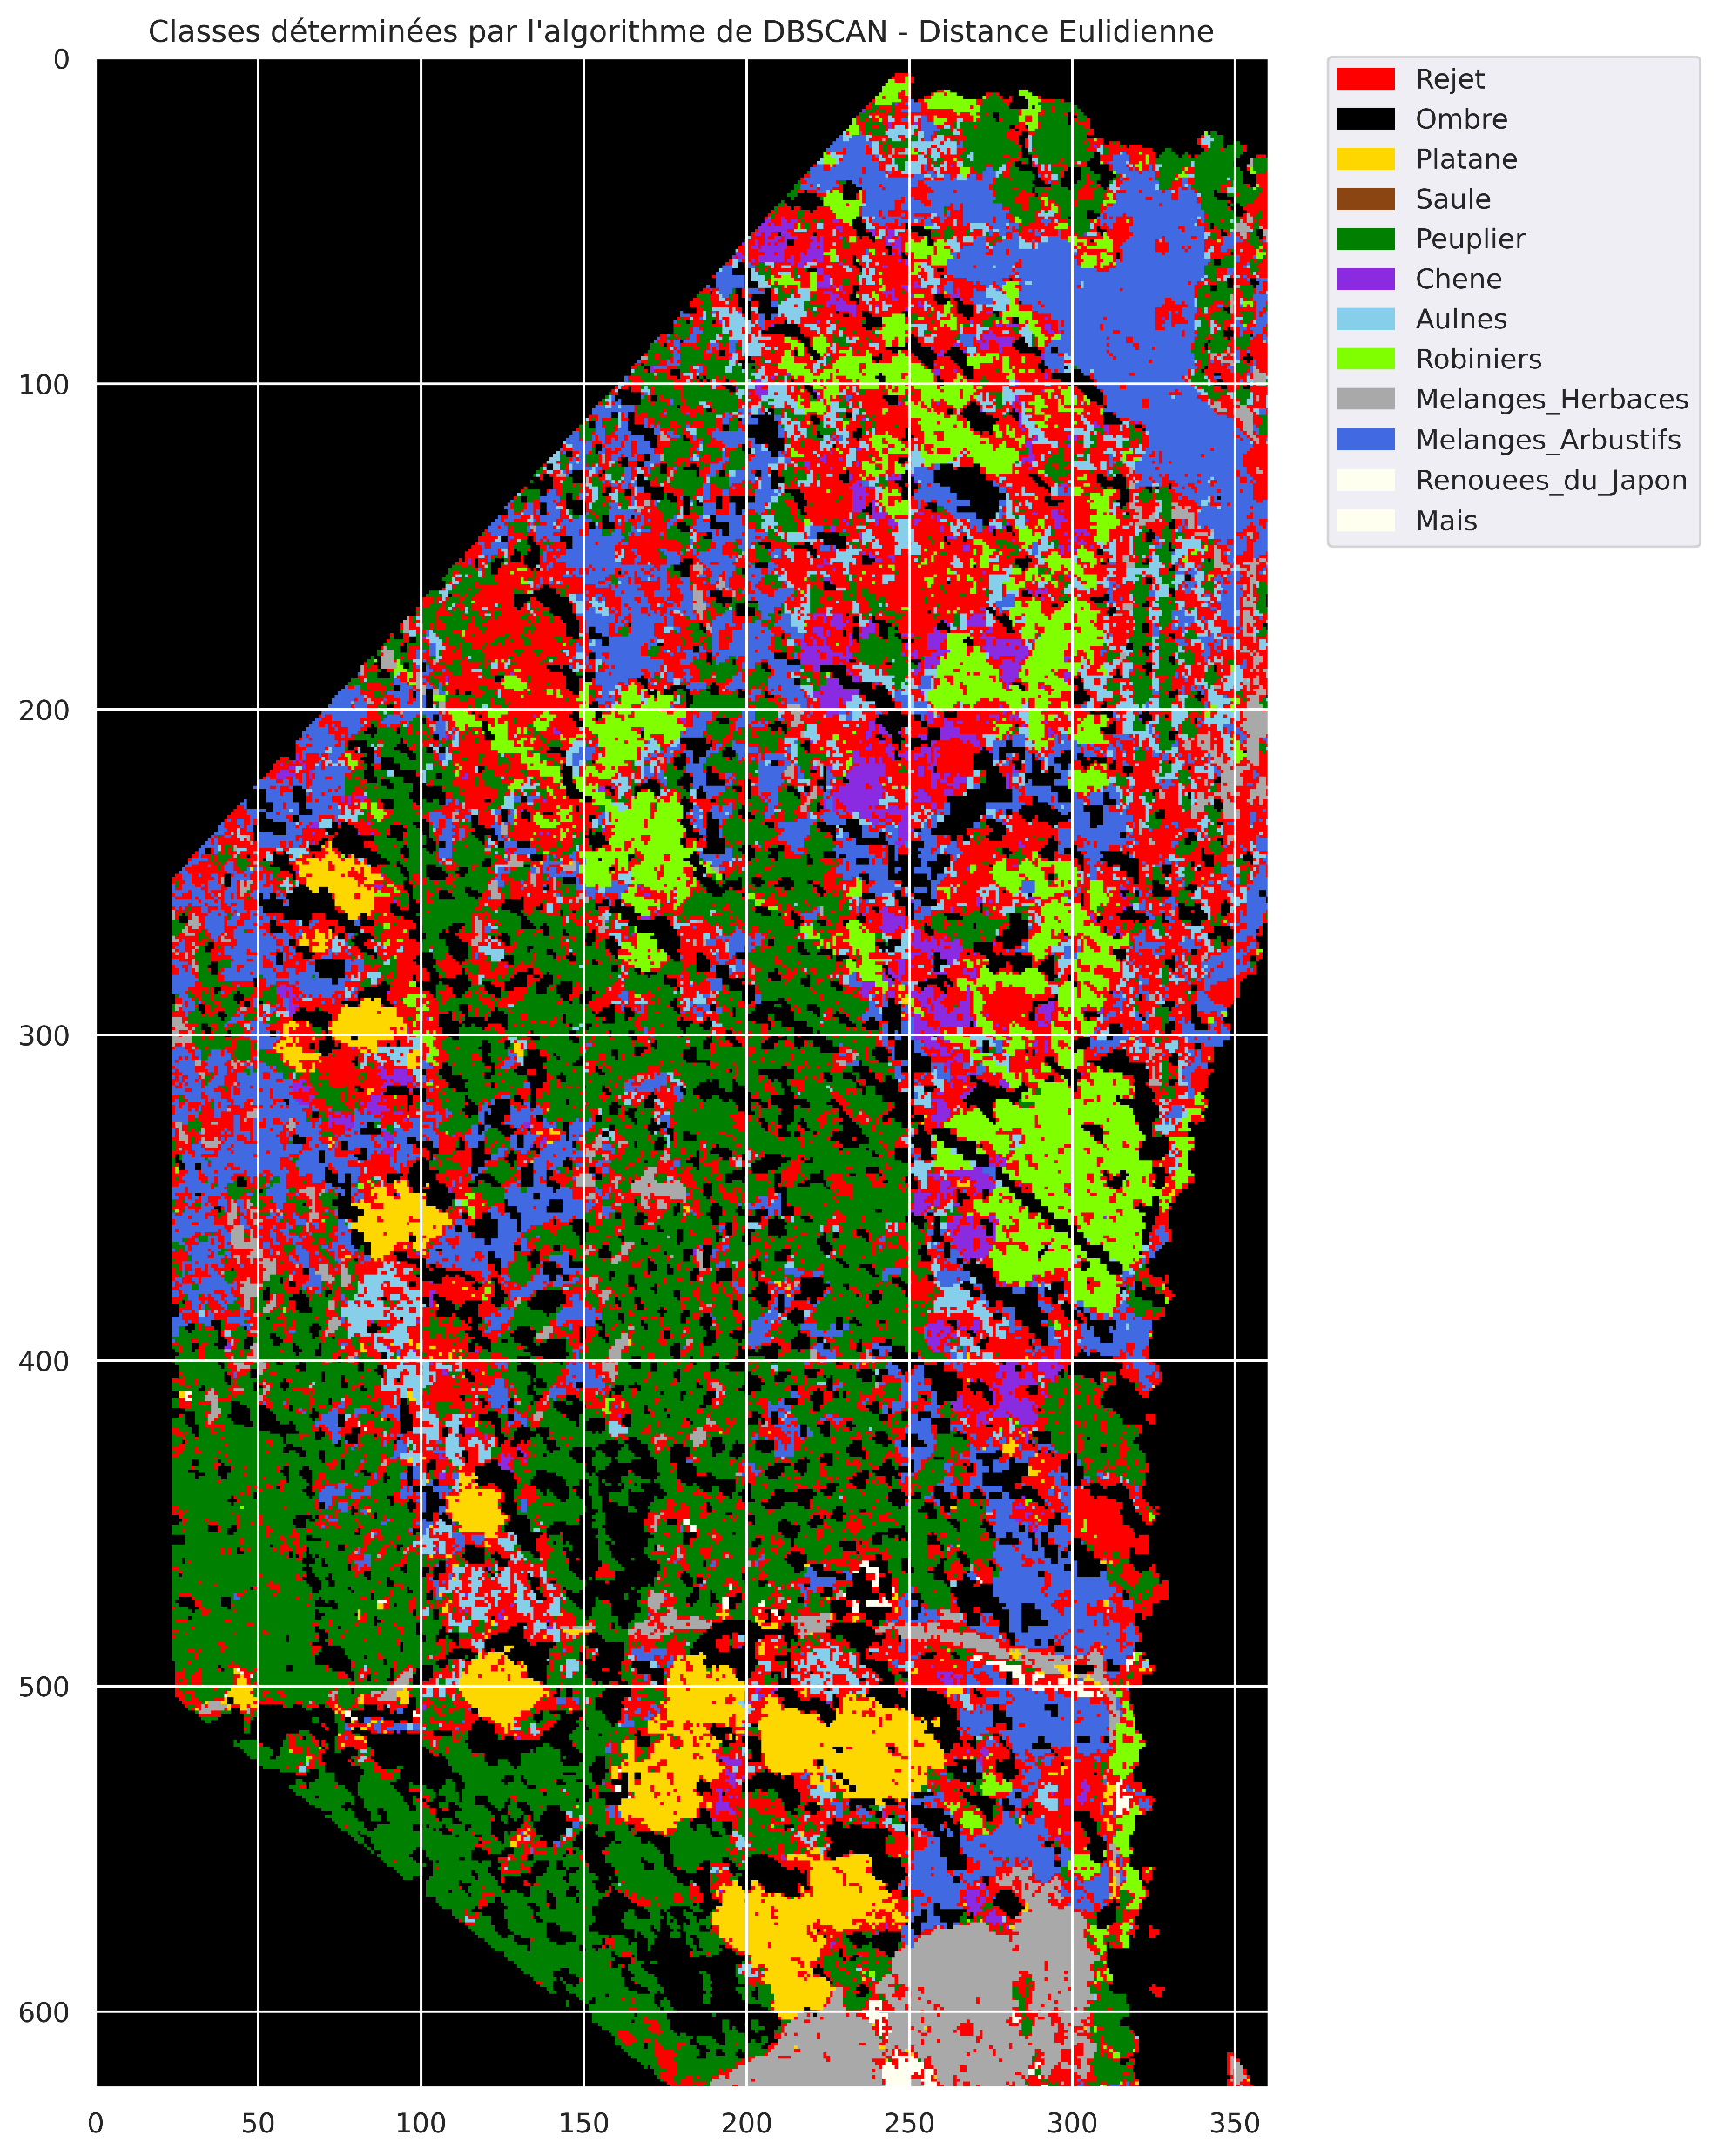 Classes déterminées par l'algorithme de DBSCAN - Distance Eulidienne
0
100
200
300
400
500
600
0 50 100 150 200 250 300 350
Rejet
Ombre
Platane
Saule
Peuplier
Chene
Aulnes
Robiniers
Melanges_Herbaces
Melanges_Arbustifs
Renouees_du_Japon
Mais